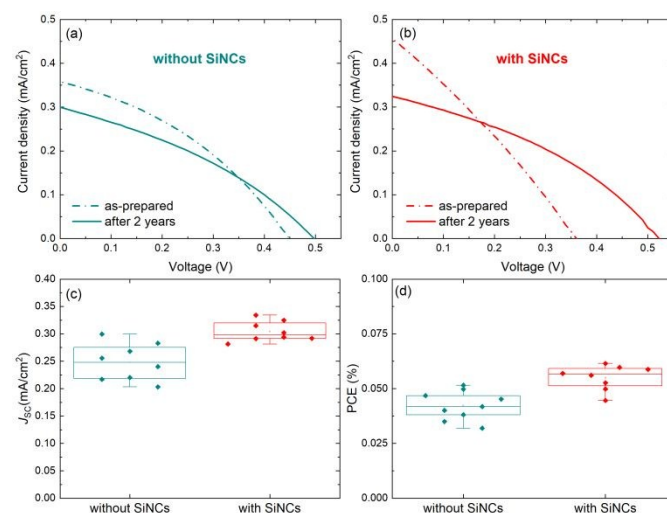 (a)
without SiNCs
Current density (mA/cm²)
0.5
0.4
0.3
0.2
0.1
0.0
as-prepared
after 2 years
0.0 0.1 0.2 0.3 0.4 0.5
Voltage (V)
(b)
with SiNCs
Current density (mA/cm²)
0.5
0.4
0.3
0.2
0.1
0.0
as-prepared
after 2 years
0.0 0.1 0.2 0.3 0.4 0.5
Voltage (V)
(c)
JSC(mA/cm²)
0.40
0.35
0.30
0.25
0.20
0.15
0.10
0.05
0.00
without SiNCs with SiNCs
(d)
PCE (%)
0.100
0.075
0.050
0.025
0.000
without SiNCs with SiNCs